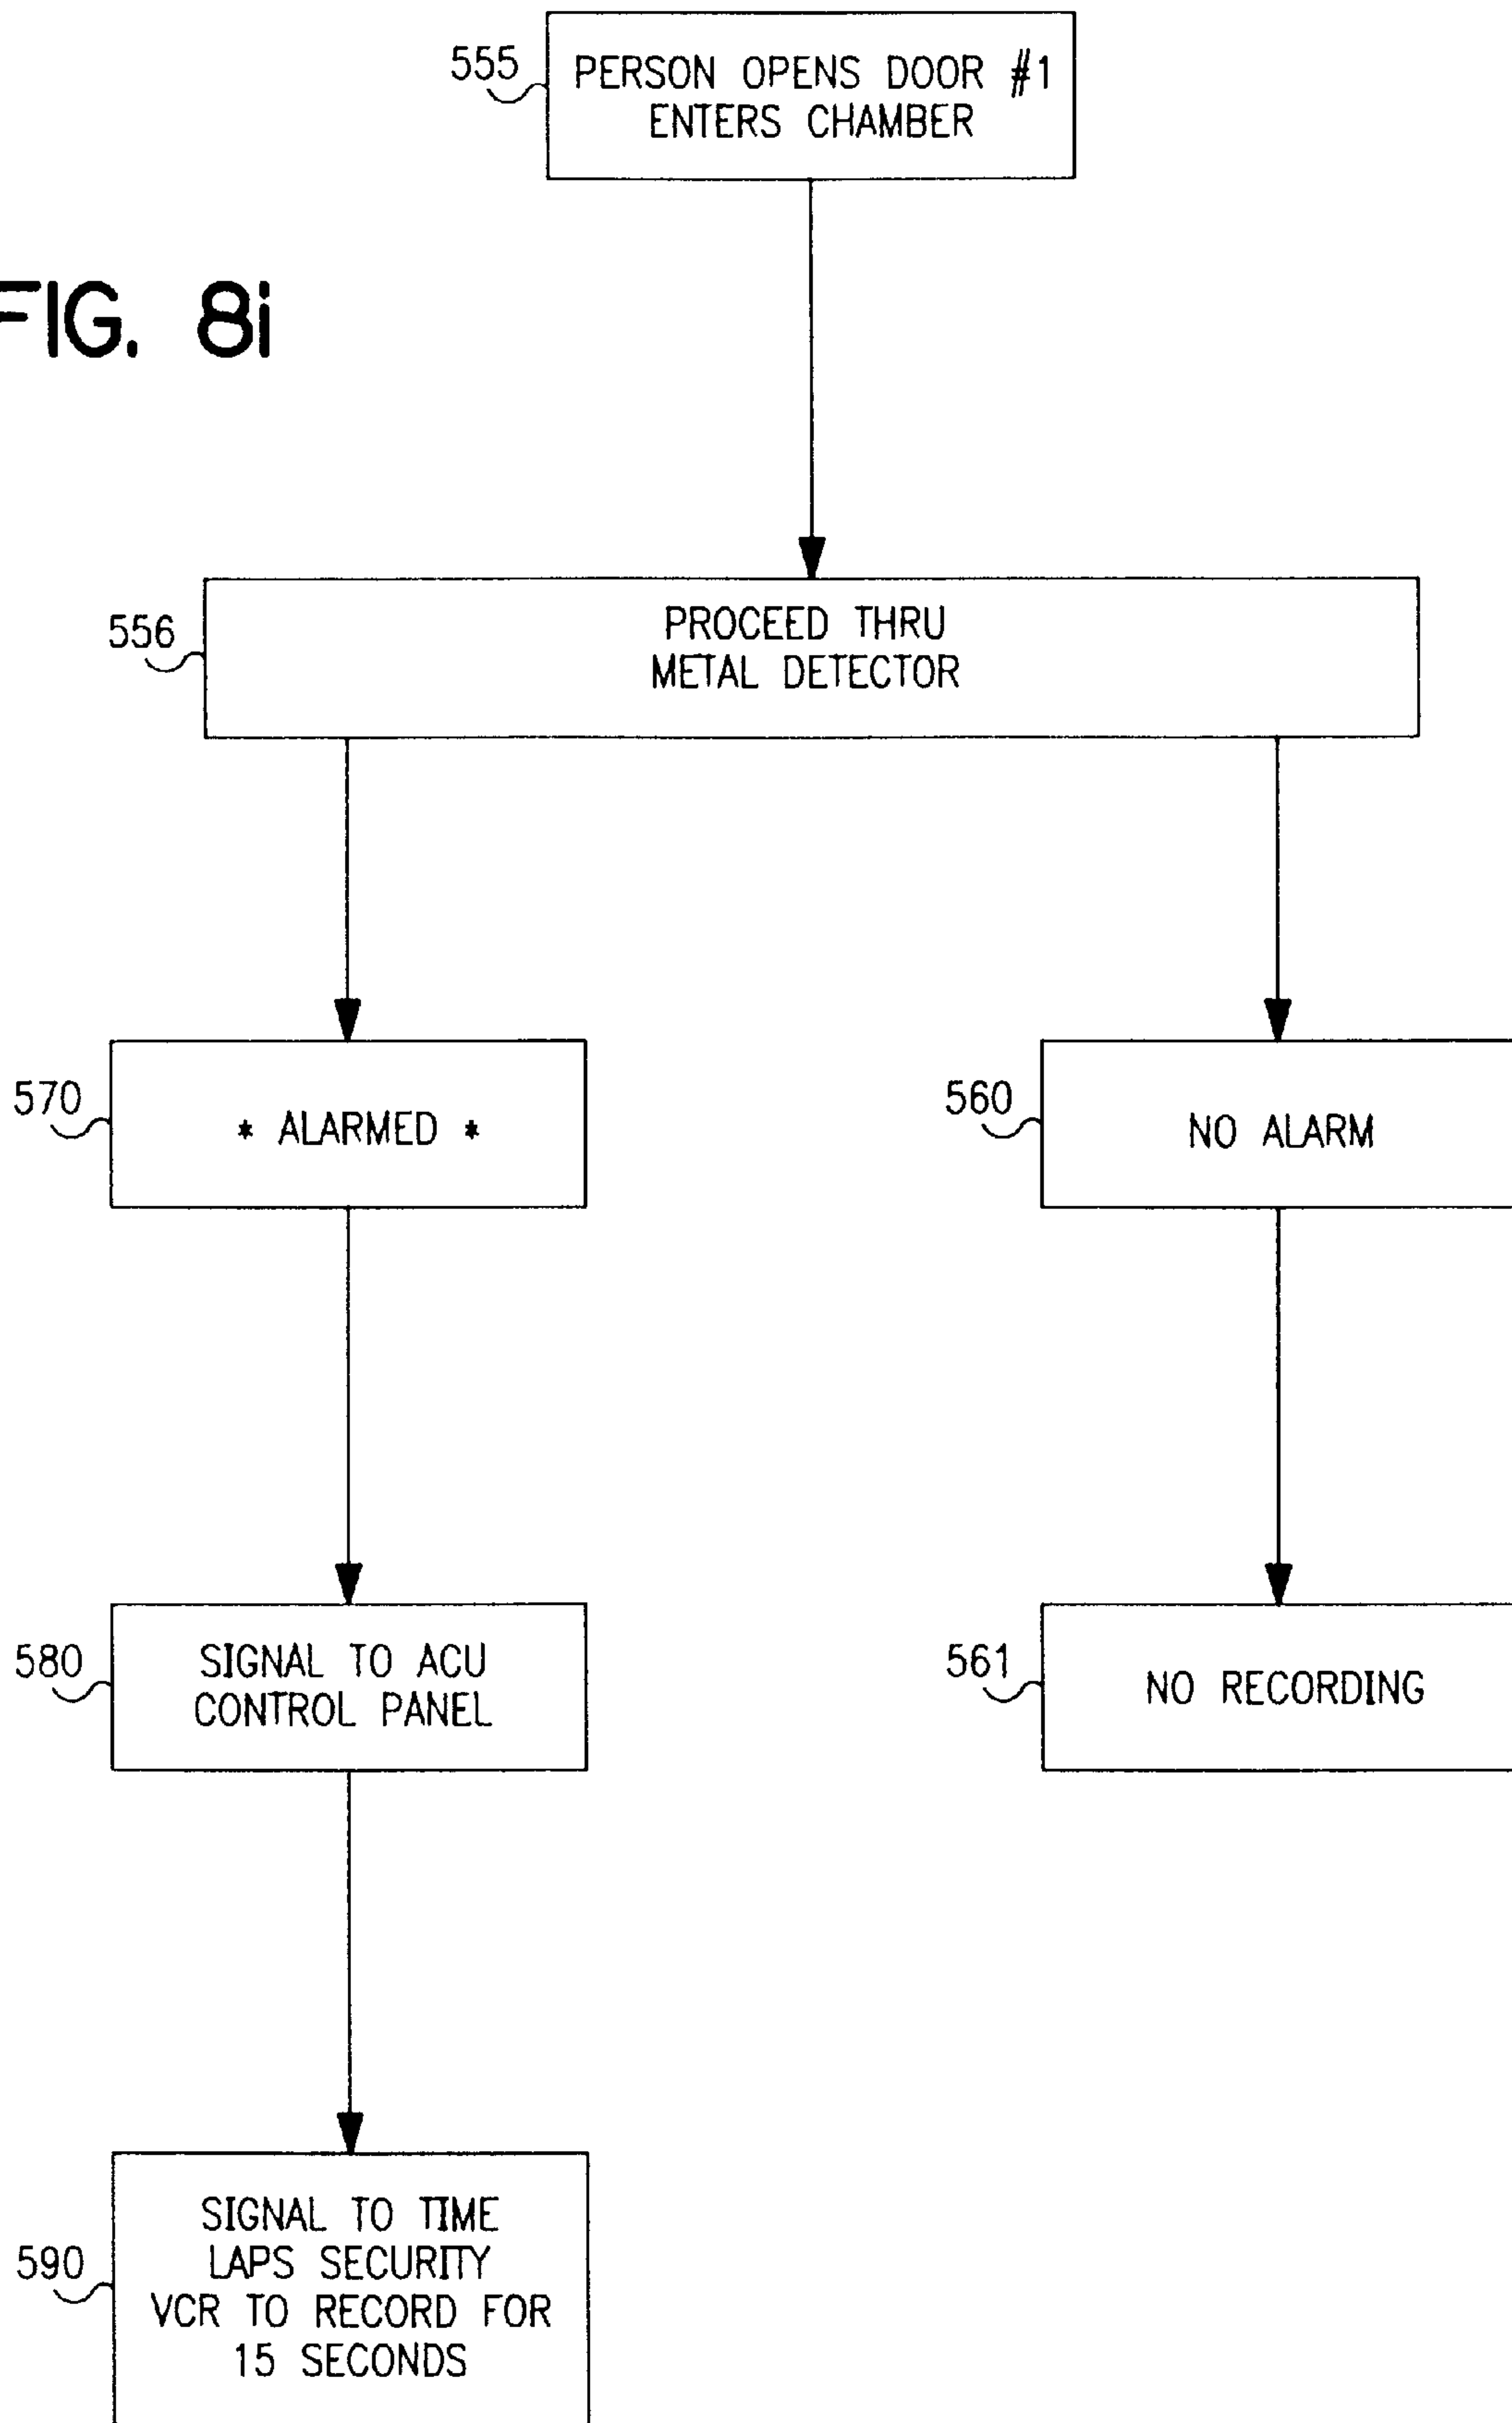 555
PERSON OPENS DOOR #1
ENTERS CHAMBER
FIG. 8i
556
PROCEED THRU
METAL DETECTOR
570
* ALARMED *
560
NO ALARM
580
SIGNAL TO ACU
CONTROL PANEL
561
NO RECORDING
590
SIGNAL TO TIME
LAPS SECURITY
VCR TO RECORD FOR
15 SECONDS